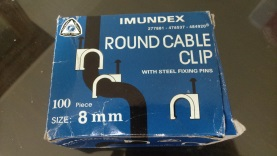 IMUNDEX
ROUND CABLE
CLIP
WITH STEEL FIXING PINS
100 Piece
SIZE: 8 mm